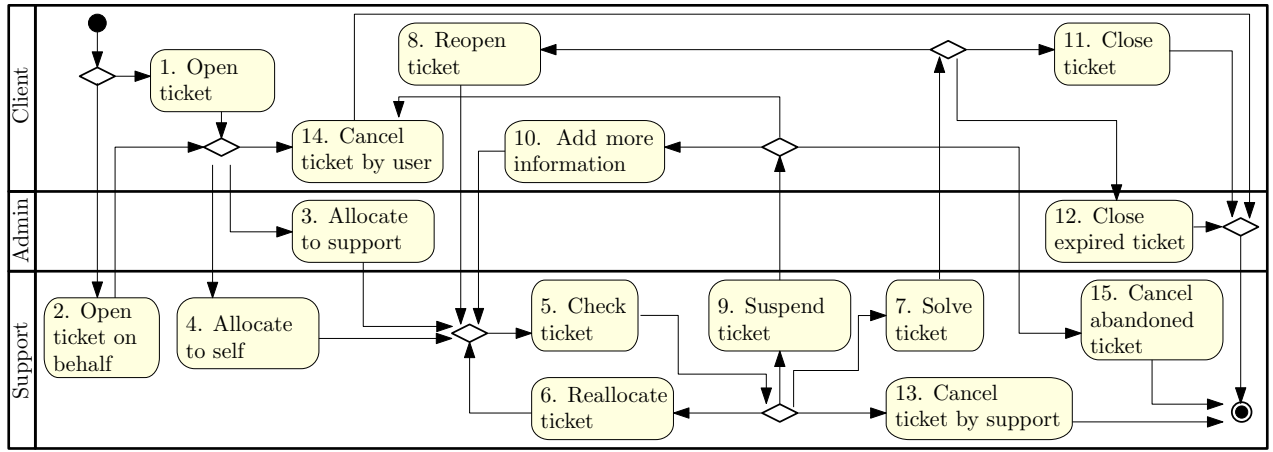 Client
Admin
Support
1. Open
ticket
2. Open
ticket on
behalf
3. Allocate
to support
4. Allocate
to self
5. Check
ticket
6. Reallocate
ticket
7. Solve
ticket
8. Reopen
ticket
9. Suspend
ticket
10. Add more
information
11. Close
ticket
12. Close
expired ticket
13. Cancel
ticket by support
14. Cancel
ticket by user
15. Cancel
abandoned
ticket